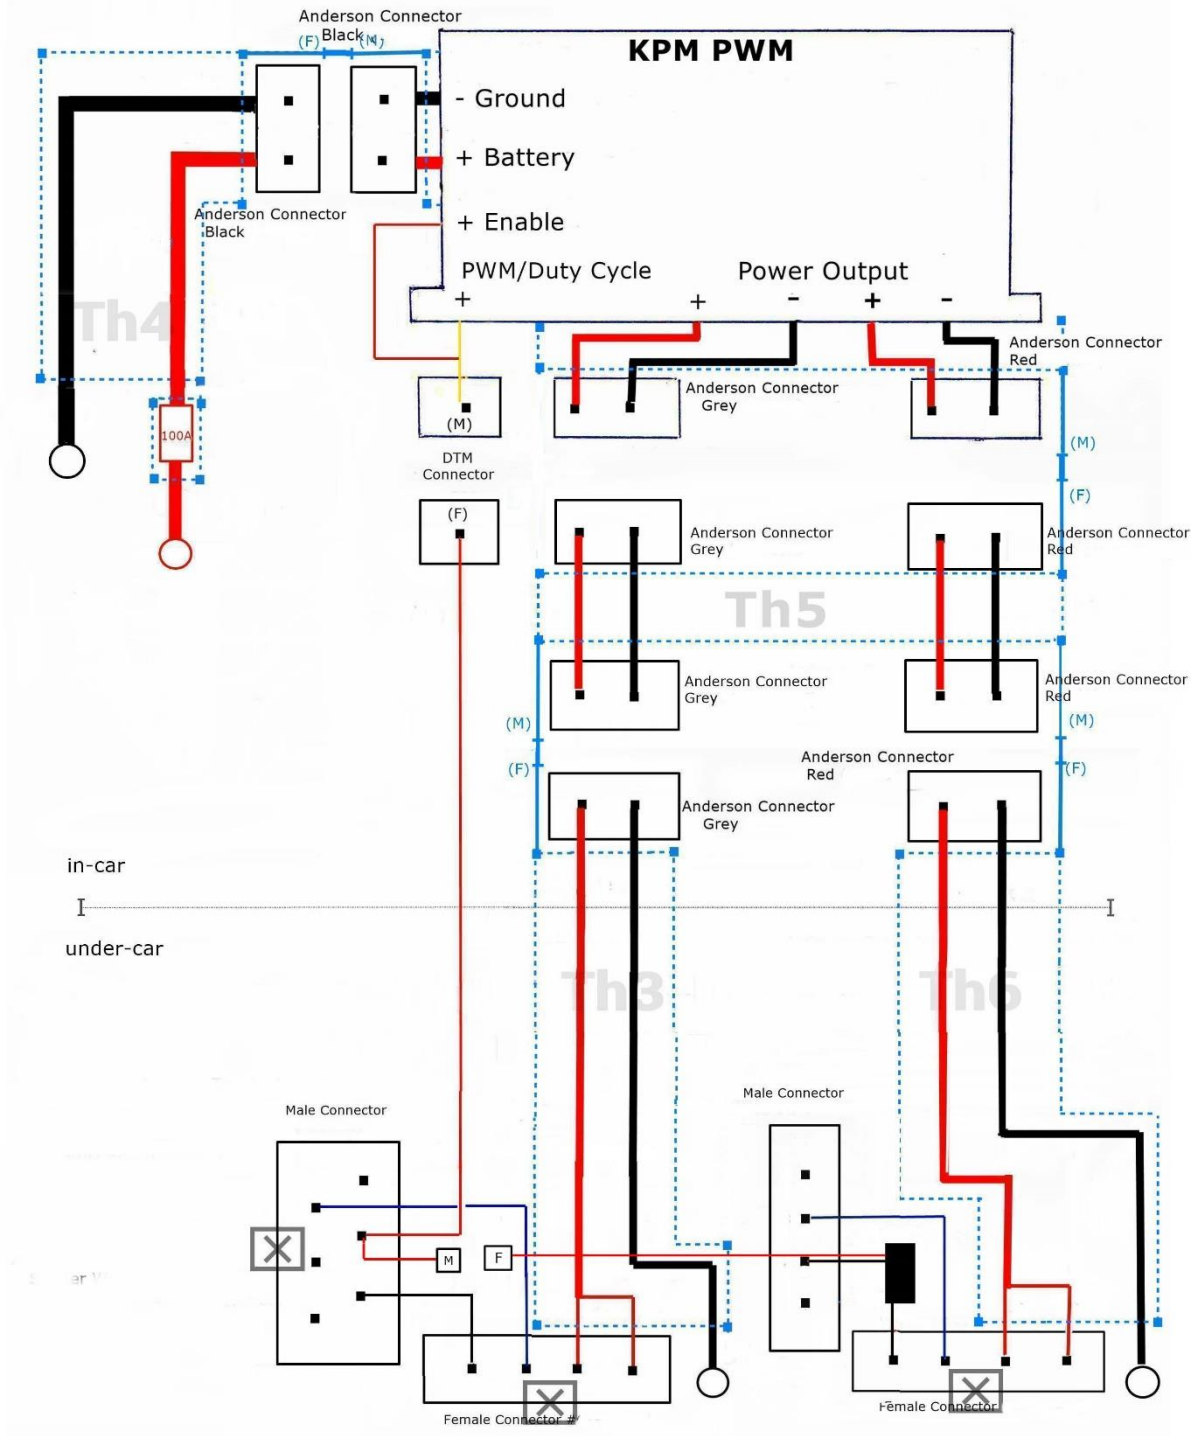 Anderson Connector
Black
(F)
(M)
KPM PWM
- Ground
+ Battery
+ Enable
Anderson Connector
Black
PWM/Duty Cycle
Power Output
+
+
-
+
-
Th4
Anderson Connector
Red
Anderson Connector
Grey
100A
(M)
(M)
DTM
Connector
(F)
(F)
Anderson Connector
Grey
Anderson Connector
Red
Th5
Anderson Connector
Grey
Anderson Connector
Red
(M)
(M)
Anderson Connector
Red
(F)
(F)
Anderson Connector
Grey
in-car
under-car
Th3
Th6
Male Connector
Male Connector
M
F
Female Connector #
Female Connector